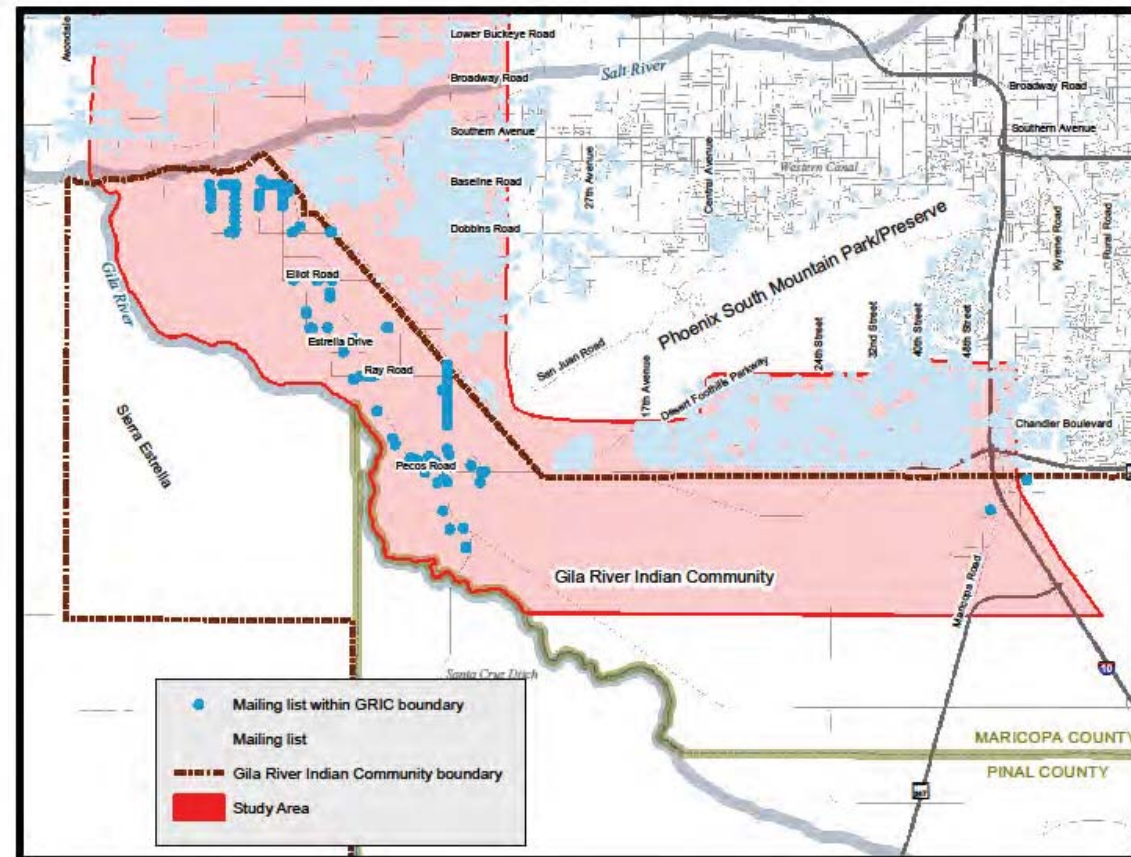 Avondale
Lower Buckeye Road
Salt River
Broadway Road
Broadway Road
Southern Avenue
Southern Avenue
27th Avenue
Central Avenue
Western Canal
Baseline Road
Kyrene Road
Rural Road
Dobbins Road
Phoenix South Mountain Park/Preserve
Gila River
Elliot Road
Estrella Drive
San Juan Road
24th Street
32nd Street
40th Street
48th Street
Ray Road
17th Avenue
Desert Foothills Parkway
Chandler Boulevard
Sierra Estrella
Pecos Road
Gila River Indian Community
Maricopa Road
Santa Cruz Ditch
10
Mailing list within GRIC boundary
Mailing list
Gila River Indian Community boundary
Study Area
MARICOPA COUNTY
PINAL COUNTY